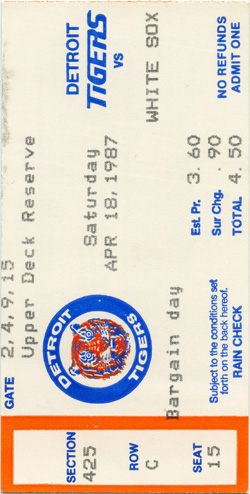 DETROIT
TIGERS
VS
WHITE SOX
NO REFUNDS
ADMIT ONE
Saturday
APR 18,1987
Est. Pr. 3.60
Sur Chg. .90
TOTAL 4.50
GATE 2,4,9,15
Upper Deck Reserve
DETROIT
TIGERS
Bargain day
Subject to the conditions set
forth on the back hereof.
RAIN CHECK
SECTION 425
ROW C
SEAT 15